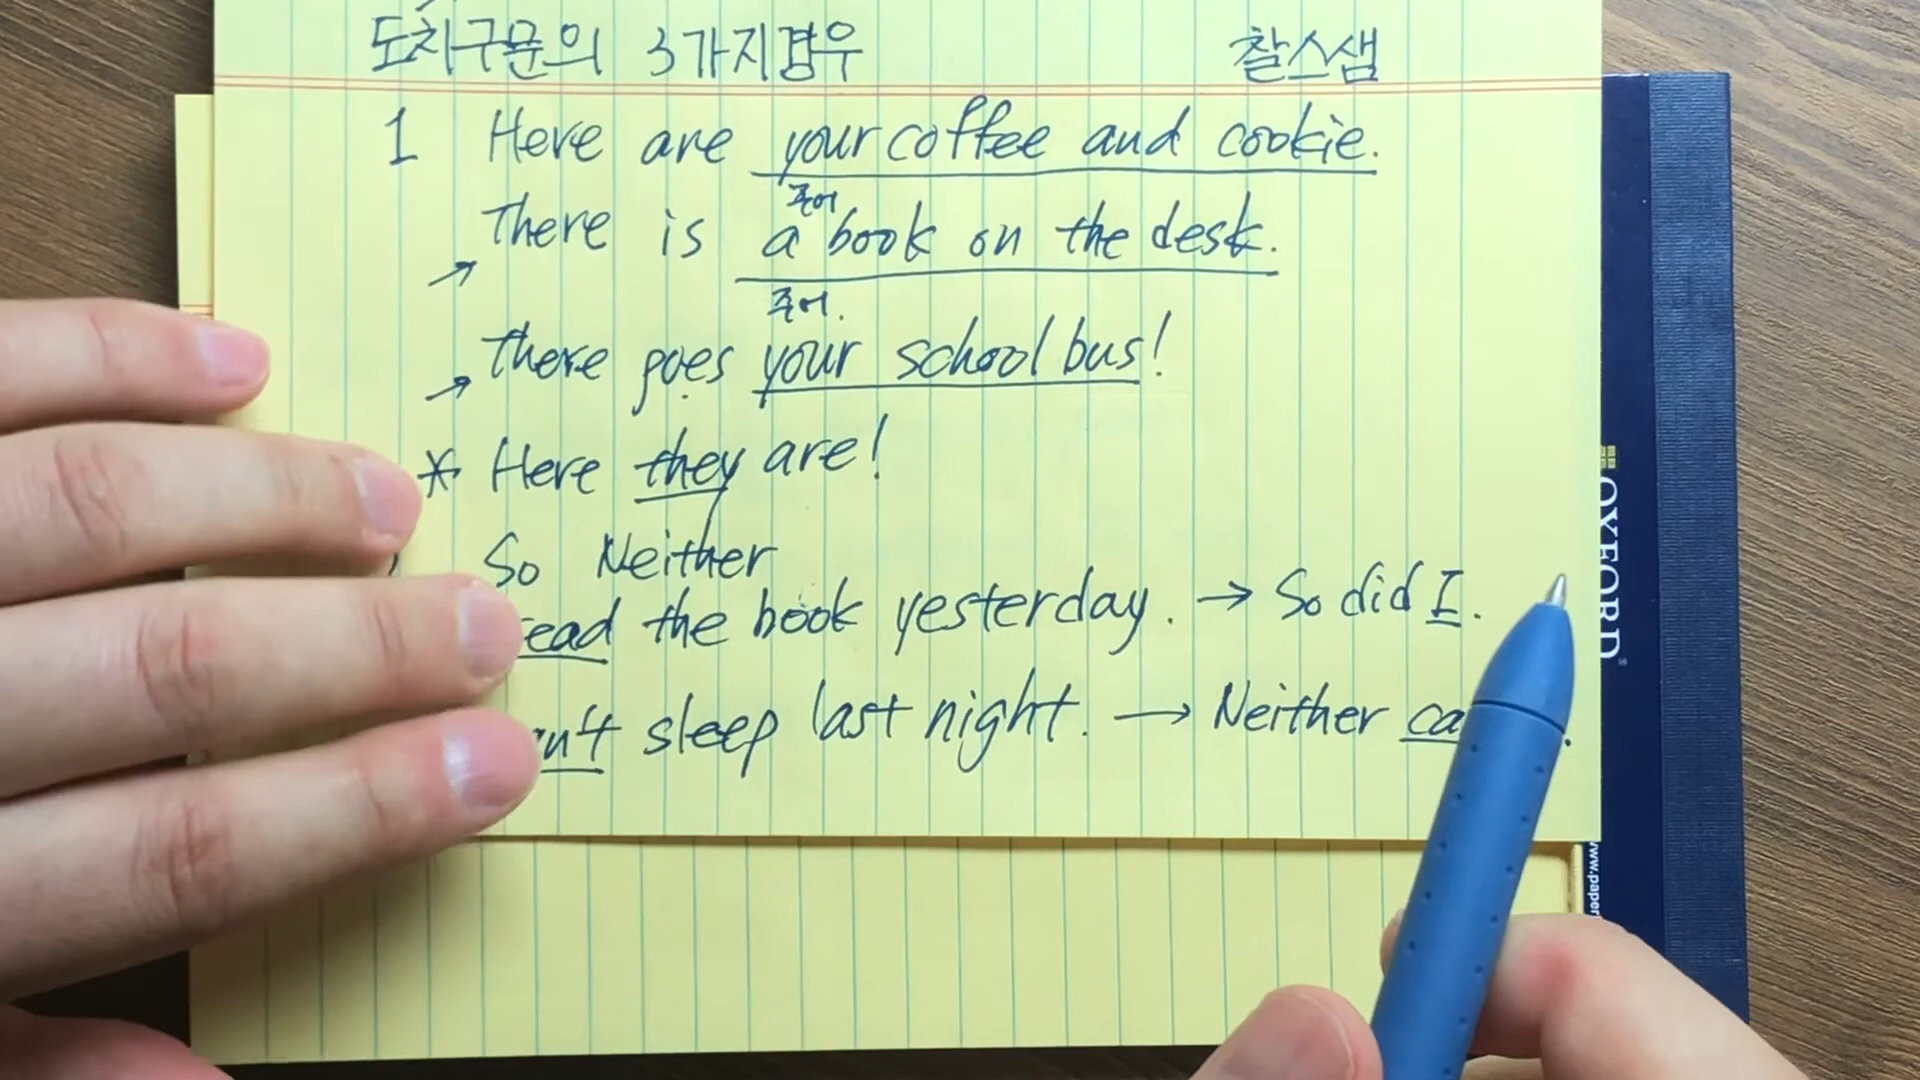 도치구문의 3가지경우 찰스샘
1 Here are your coffee and cookie.
주어
There is a book on the desk.
주어.
there goes your school bus!
* Here they are!
So Neither
the book yesterday. → So did I.
sleep last night. → Neither
OXFORD